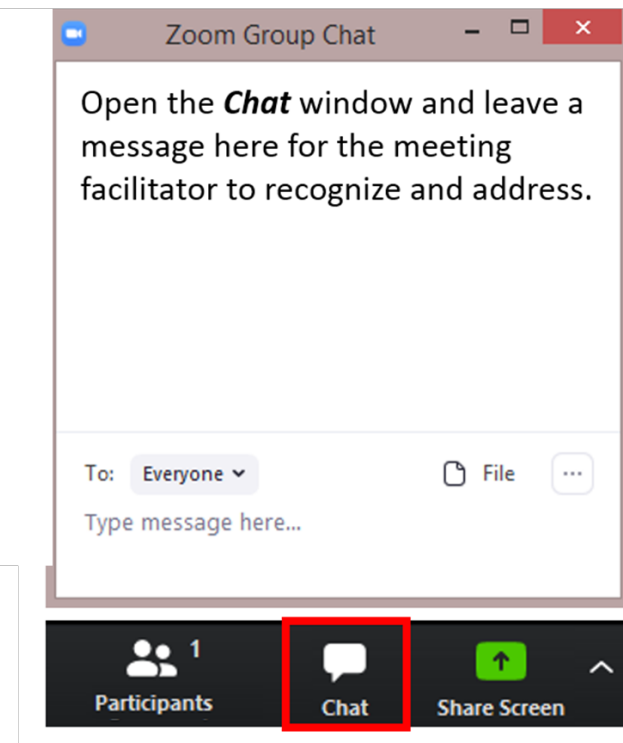 Zoom Group Chat
Open the Chat window and leave a
message here for the meeting
facilitator to recognize and address.
To: Everyone File
Type message here...
1
Participants Chat Share Screen